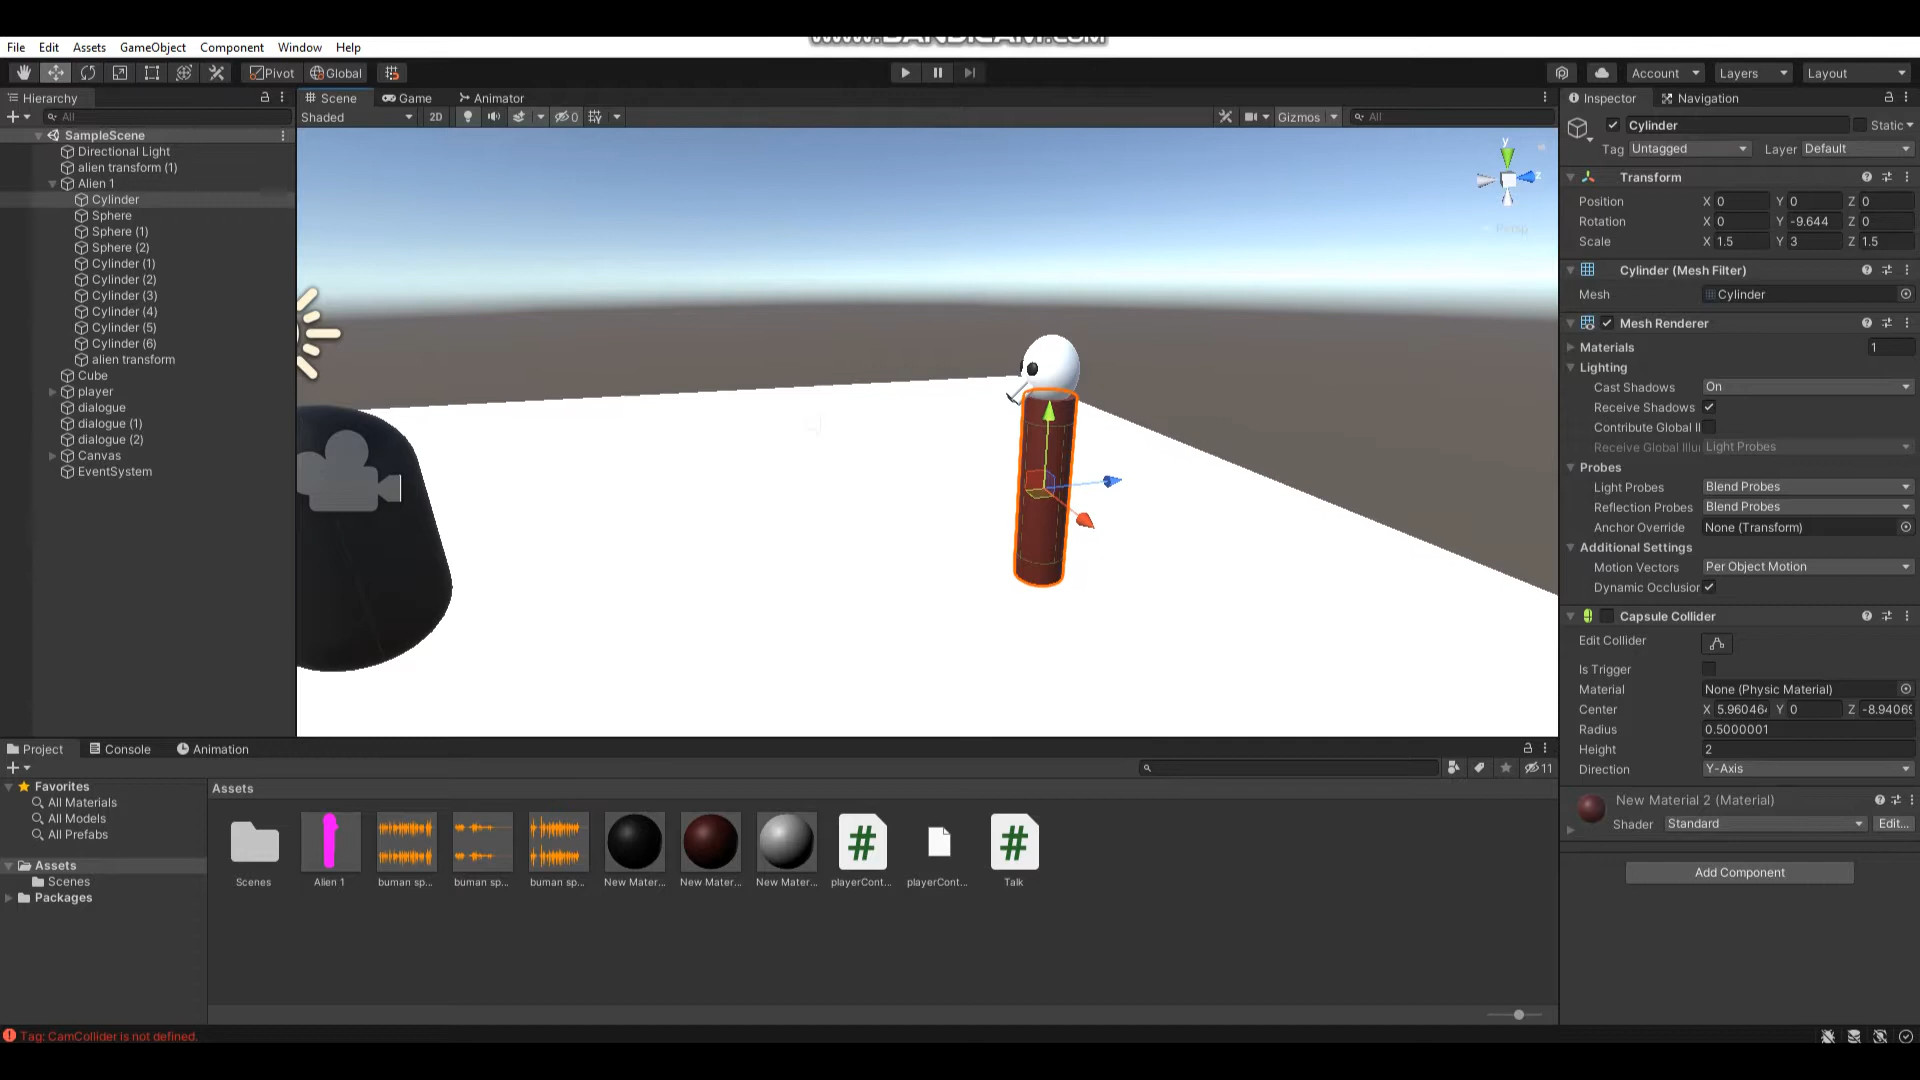 www.BANDICAM.COM
File Edit Assets GameObject Component Window Help
Pivot Global Account Layers Layout
Hierarchy Scene Game Animator Inspector Navigation
All Shaded 2D 0 Gizmos All Cylinder Static
Tag Untagged Layer Default
SampleScene
Directional Light
alien transform (1)
Alien 1
Cylinder
Sphere
Sphere (1)
Sphere (2)
Cylinder (1)
Cylinder (2)
Cylinder (3)
Cylinder (4)
Cylinder (5)
Cylinder (6)
alien transform
Cube
player
dialogue
dialogue (1)
dialogue (2)
Canvas
EventSystem
y
z
Persp
Transform
Position X 0 Y 0 Z 0
Rotation X 0 Y -9.644 Z 0
Scale X 1.5 Y 3 Z 1.5
Cylinder (Mesh Filter)
Mesh Cylinder
Mesh Renderer
Materials 1
Lighting
Cast Shadows On
Receive Shadows
Contribute Global Il
Receive Global Illu Light Probes
Probes
Light Probes Blend Probes
Reflection Probes Blend Probes
Anchor Override None (Transform)
Additional Settings
Motion Vectors Per Object Motion
Dynamic Occlusior
Capsule Collider
Edit Collider
Is Trigger
Material None (Physic Material)
Center X 5.96046 Y 0 Z -8.94069
Radius 0.5000001
Height 2
Direction Y-Axis
New Material 2 (Material)
Shader Standard Edit...
Add Component
Project Console Animation
11
Favorites
All Materials
All Models
All Prefabs
Assets
Scenes
Packages
Assets
Scenes Alien 1 buman sp... buman sp... buman sp... New Mater... New Mater... New Mater... playerCont... playerCont... Talk
Tag: CamCollider is not defined.